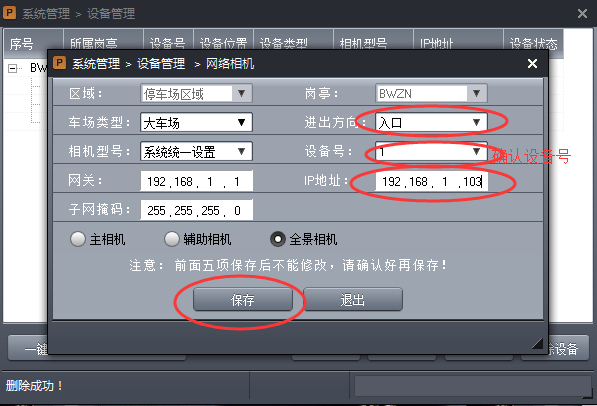 P 系统管理 > 设备管理
序号 所属岗亭 设备号 设备位置 设备类型 相机型号 IP地址 设备状态
BW
P 系统管理 > 设备管理 > 网络相机
区域: 停车场区域 岗亭: BWZN
车场类型: 大车场 进出方向: 入口
相机型号: 系统统一设置 设备号: 1 确认设备号
网关: 192 .168 . 1 . 1 IP地址: 192 .168 . 1 .103
子网掩码: 255 .255 .255 . 0
主相机 辅助相机 全景相机
注意: 前面五项保存后不能修改,请确认好再保存!
保存 退出
一键 除设备
删除成功!